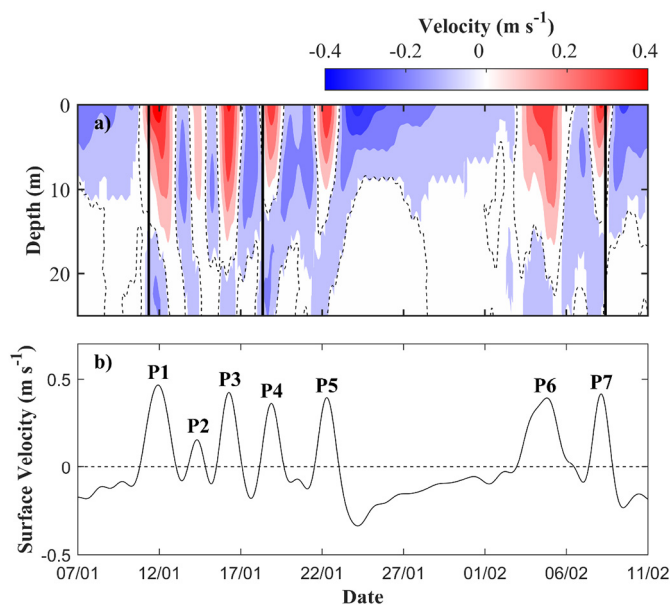 Velocity (m s-1)
-0.4 -0.2 0 0.2 0.4
a)
0
10
20
Depth (m)
b)
P1 P2 P3 P4 P5 P6 P7
0.5
0
-0.5
Surface Velocity (m s-1)
07/01 12/01 17/01 22/01 27/01 01/02 06/02 11/02
Date